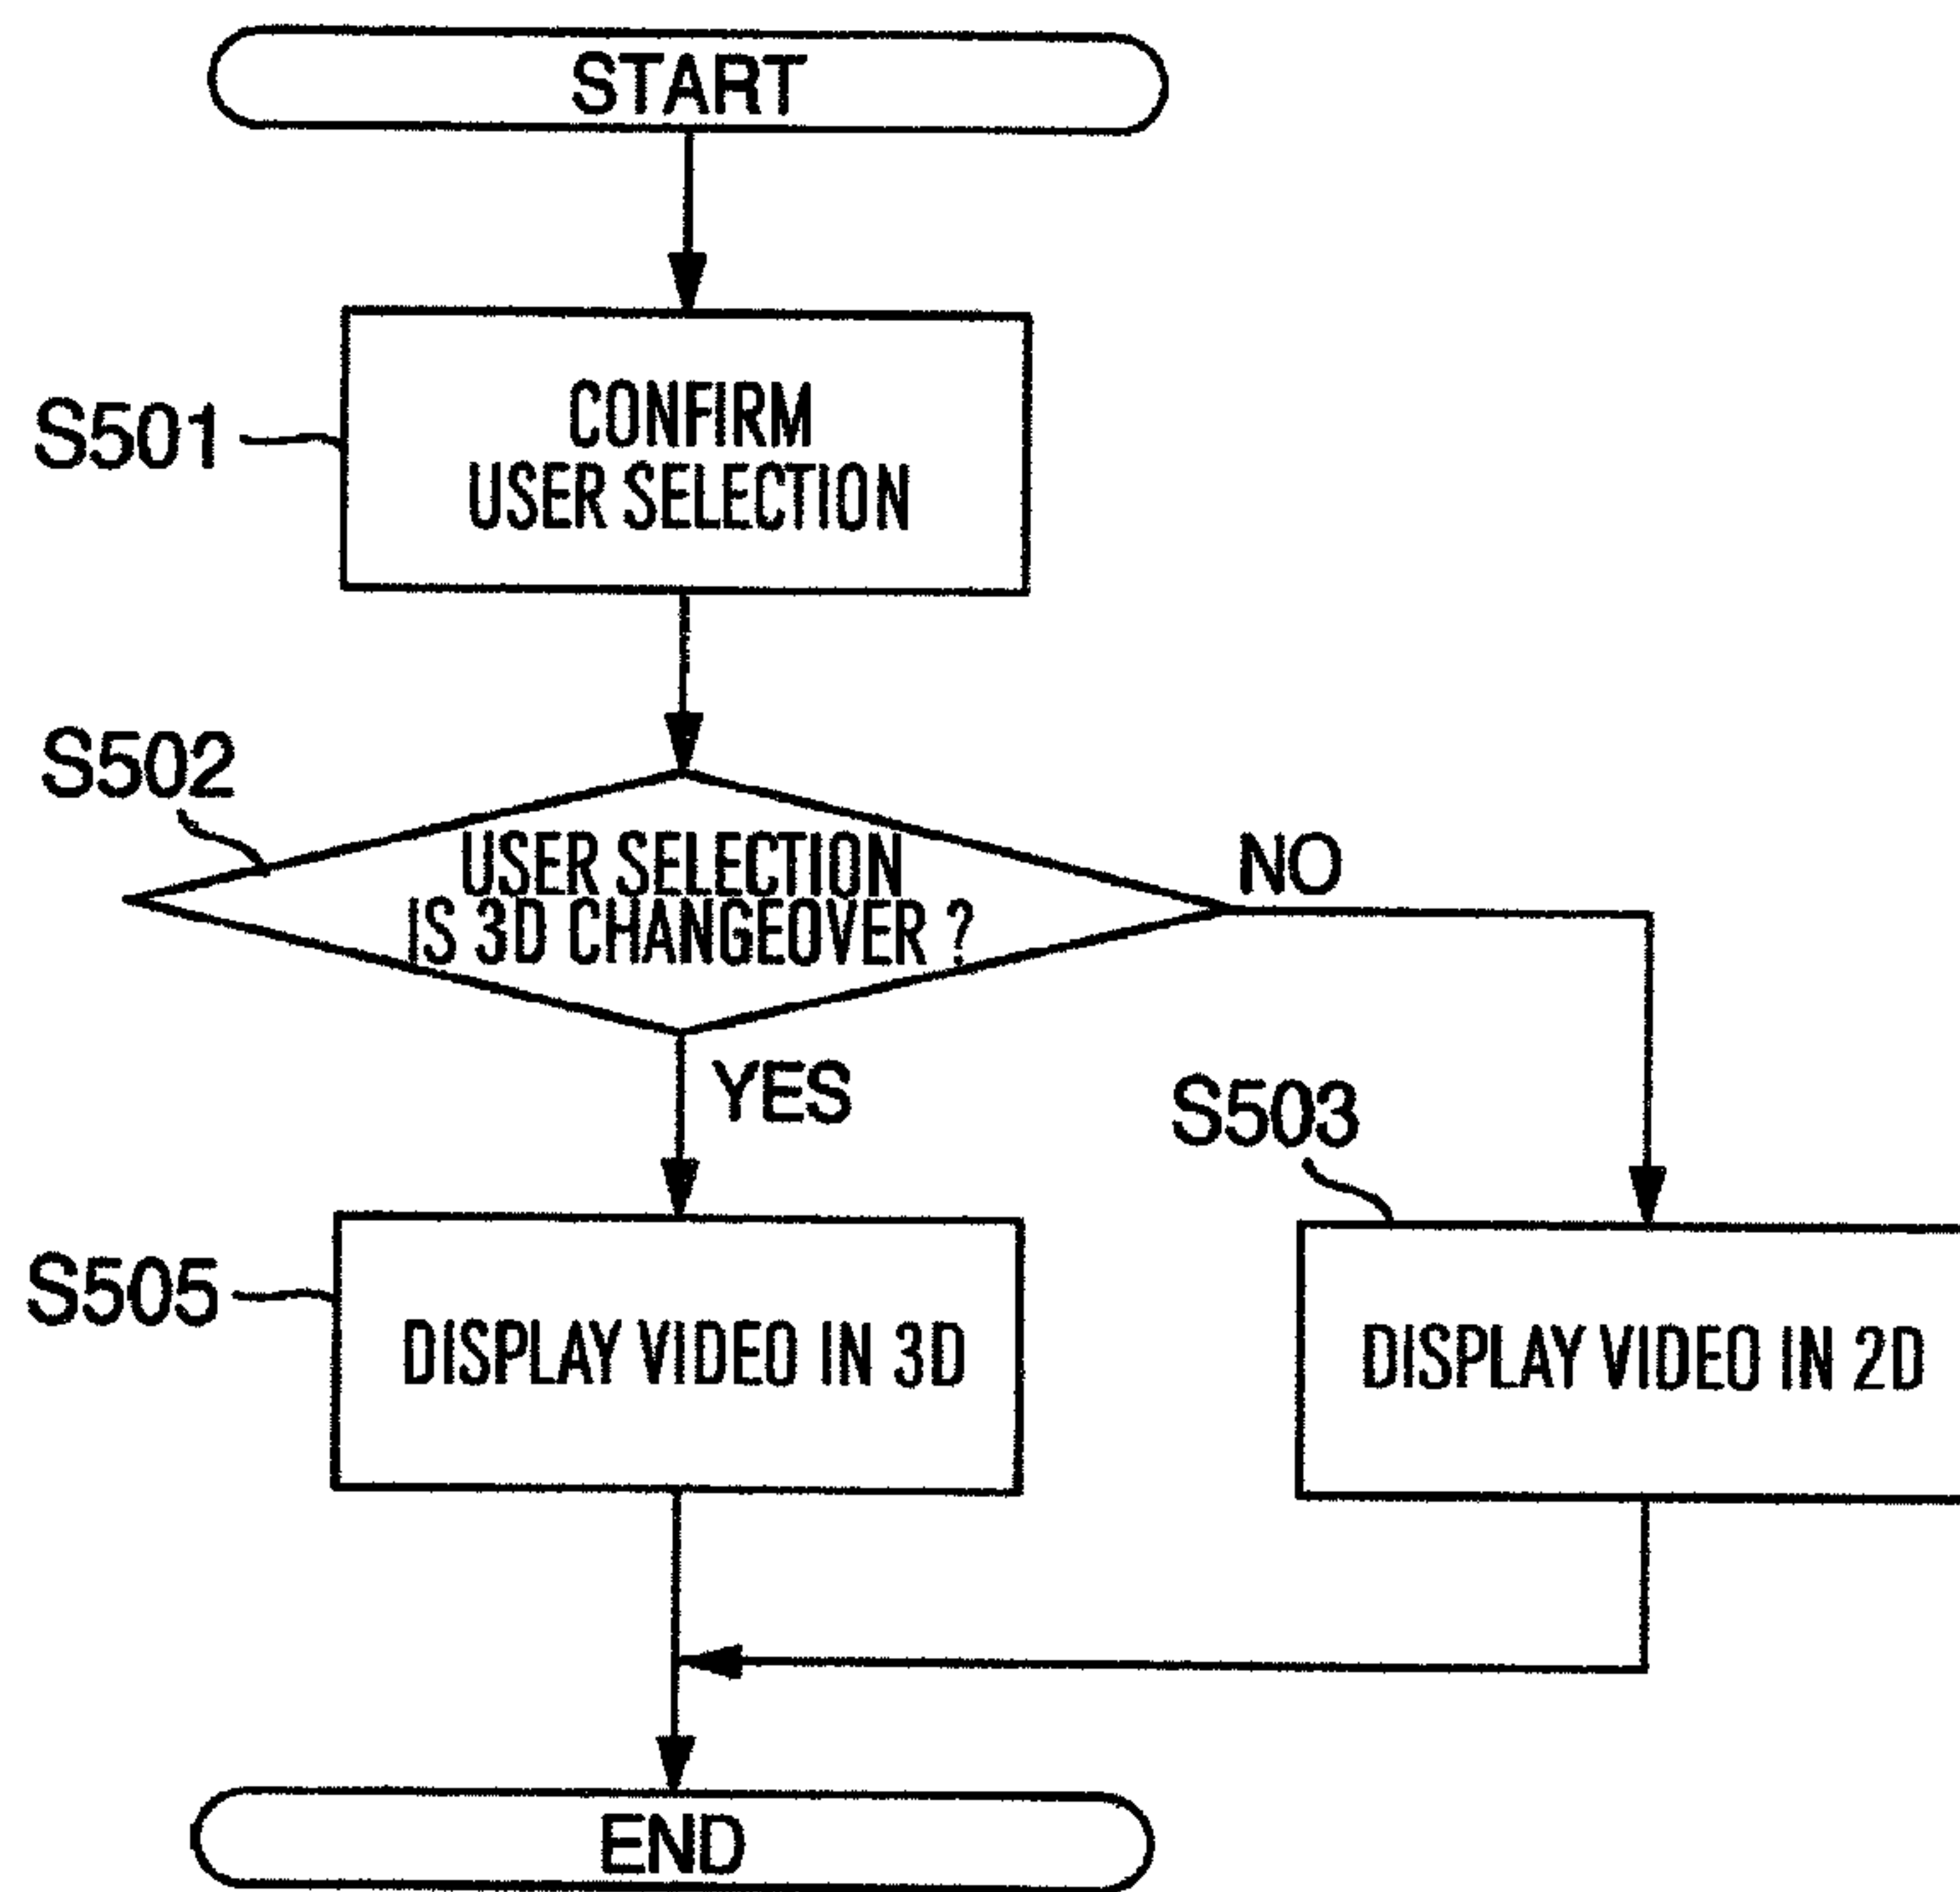 START
S501
CONFIRM
USER SELECTION
S502
USER SELECTION
IS 3D CHANGEOVER ?
NO
YES
S503
S505
DISPLAY VIDEO IN 3D
DISPLAY VIDEO IN 2D
END